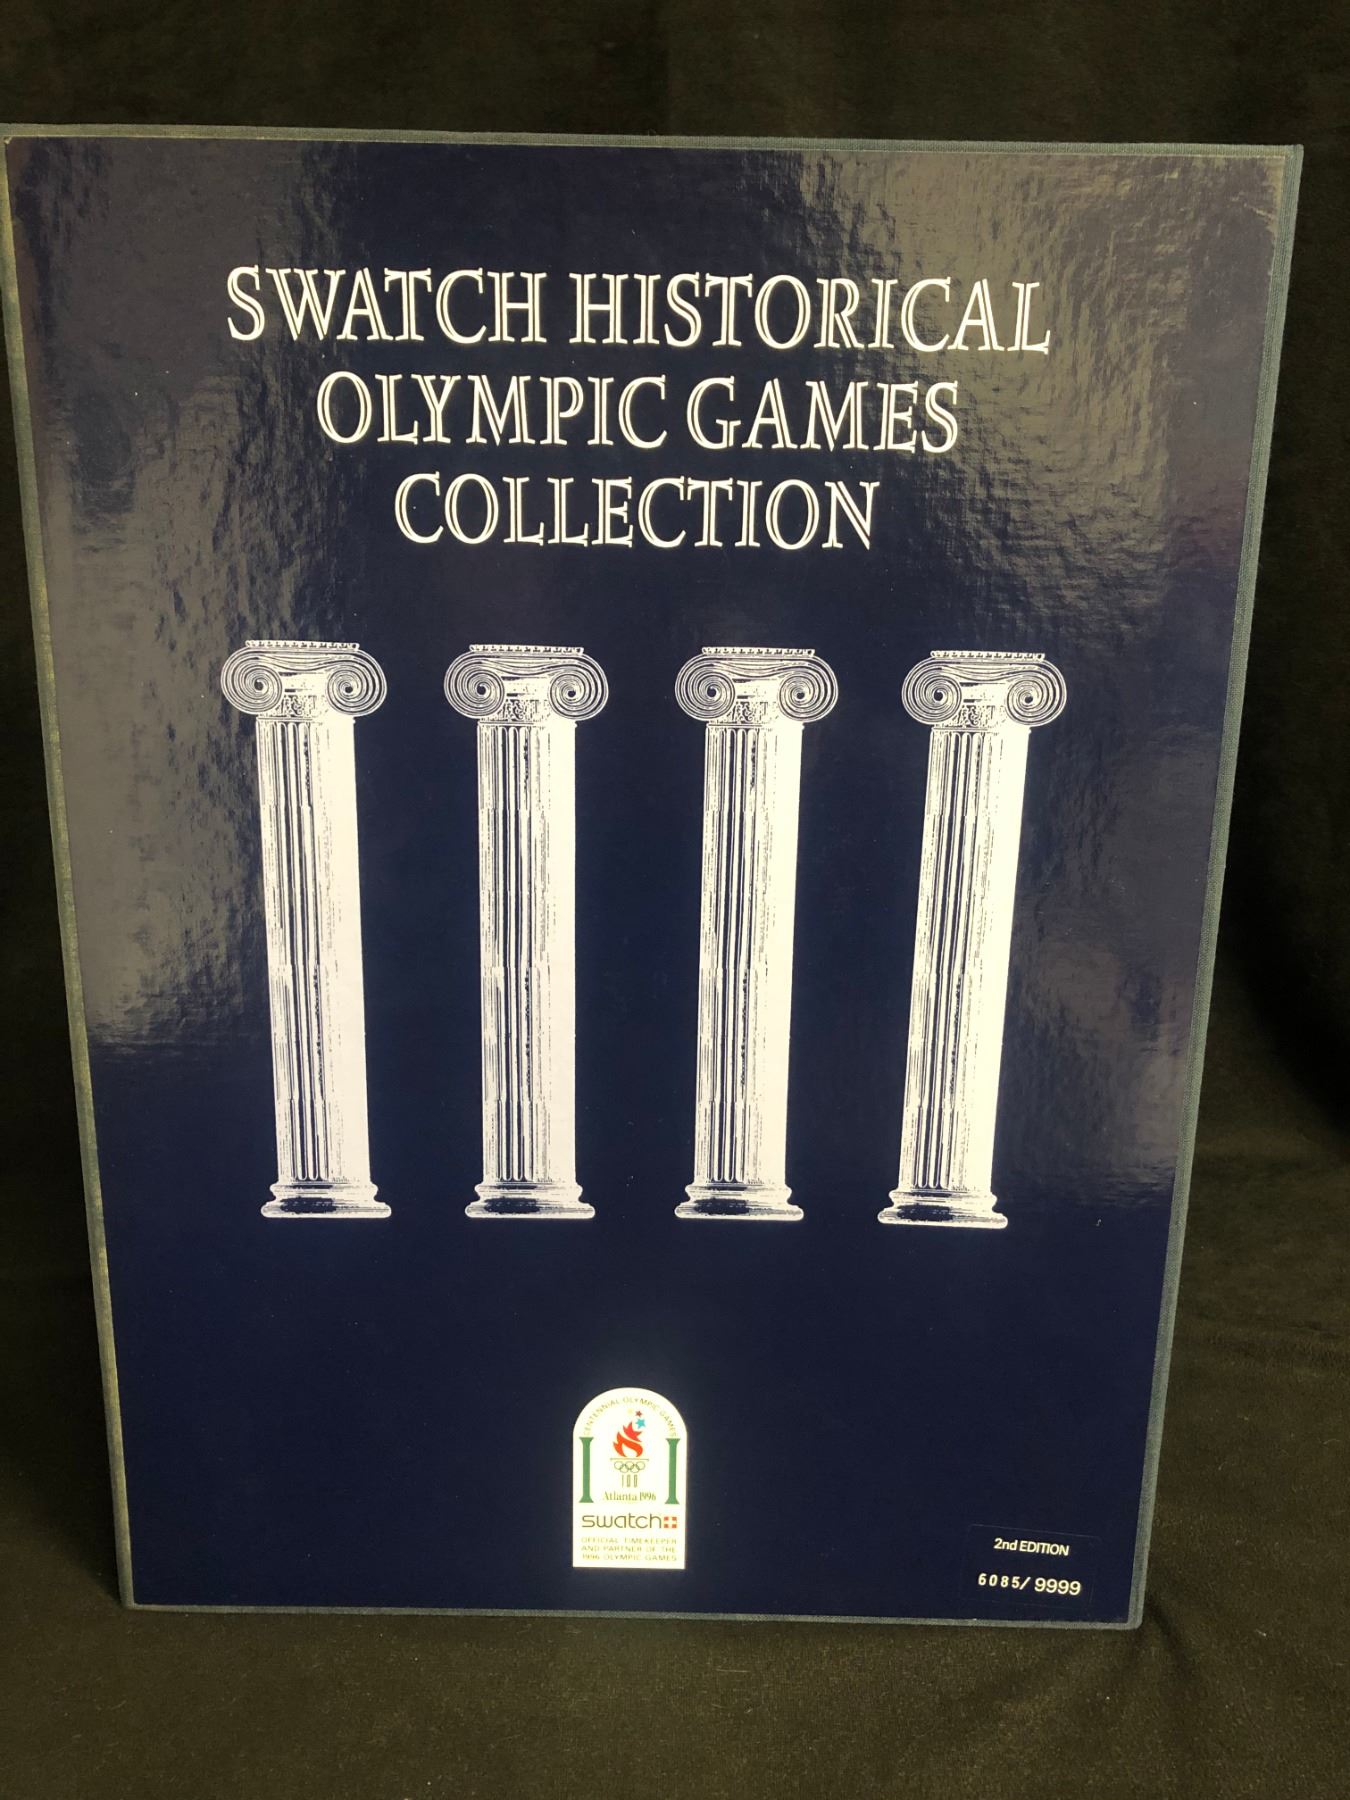 SWATCH HISTORICAL
OLYMPIC GAMES
COLLECTION
CENTENNIAL OLYMPIC GAMES
100
Atlanta 1996
swatch
OFFICIAL TIMEKEEPER
AND PARTNER OF THE
1996 OLYMPIC GAMES
2nd EDITION
6085/ 9999